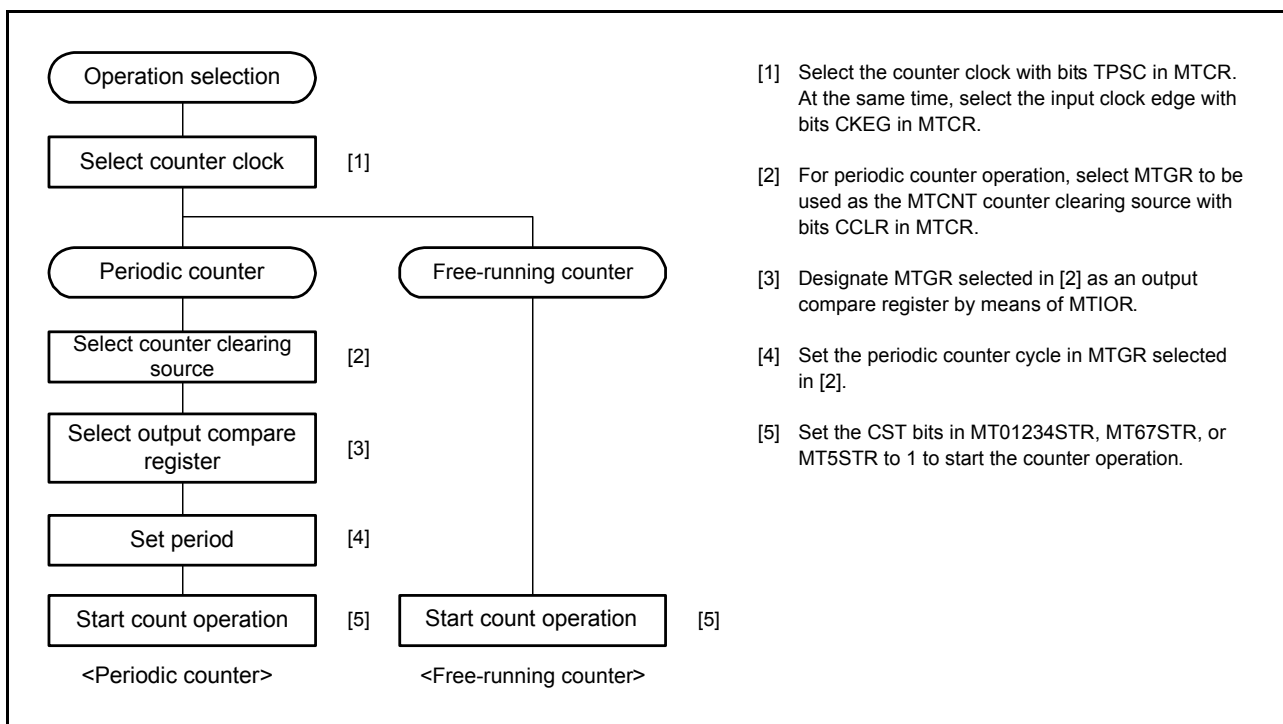 Operation selection
Select counter clock
[1]
Periodic counter
Free-running counter
Select counter clearing
source
[2]
Select output compare
register
[3]
Set period
[4]
Start count operation
[5]
Start count operation
[5]
<Periodic counter>
<Free-running counter>
[1] Select the counter clock with bits TPSC in MTCR.
At the same time, select the input clock edge with
bits CKEG in MTCR.
[2] For periodic counter operation, select MTGR to be
used as the MTCNT counter clearing source with
bits CCLR in MTCR.
[3] Designate MTGR selected in [2] as an output
compare register by means of MTIOR.
[4] Set the periodic counter cycle in MTGR selected
in [2].
[5] Set the CST bits in MT01234STR, MT67STR, or
MT5STR to 1 to start the counter operation.